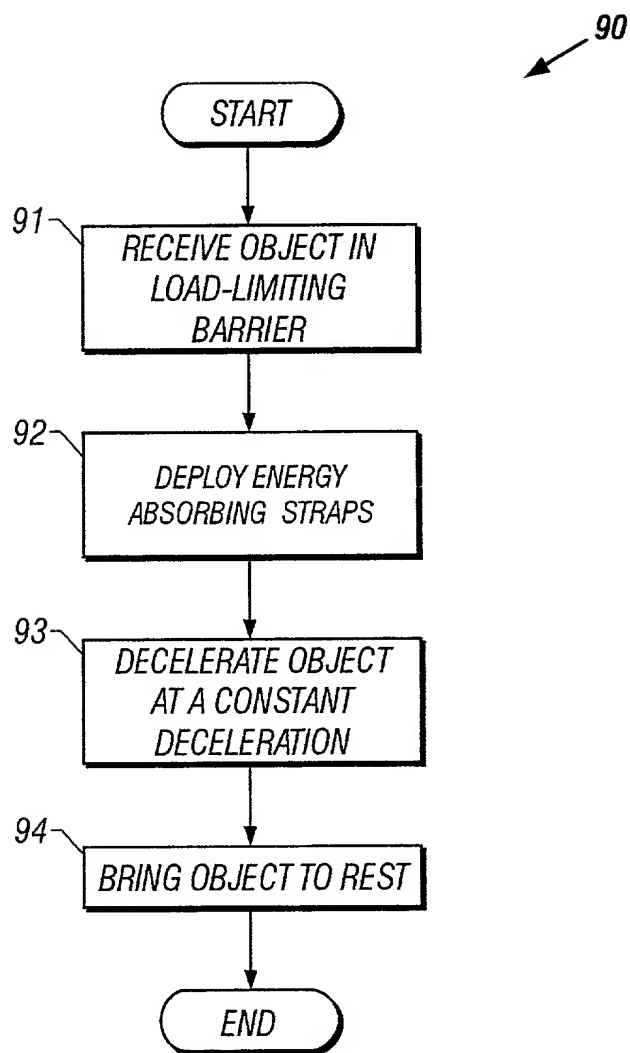 90
START
91
RECEIVE OBJECT IN
LOAD-LIMITING
BARRIER
92
DEPLOY ENERGY
ABSORBING STRAPS
93
DECELERATE OBJECT
AT A CONSTANT
DECELERATION
94
BRING OBJECT TO REST
END